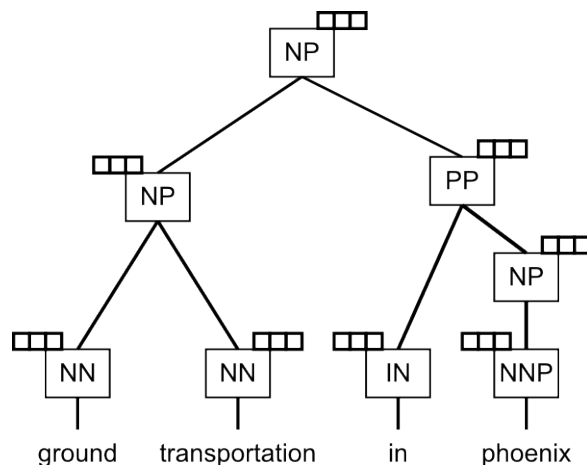 NP
NP
PP
NP
NN
NN
IN
NNP
ground transportation in phoenix